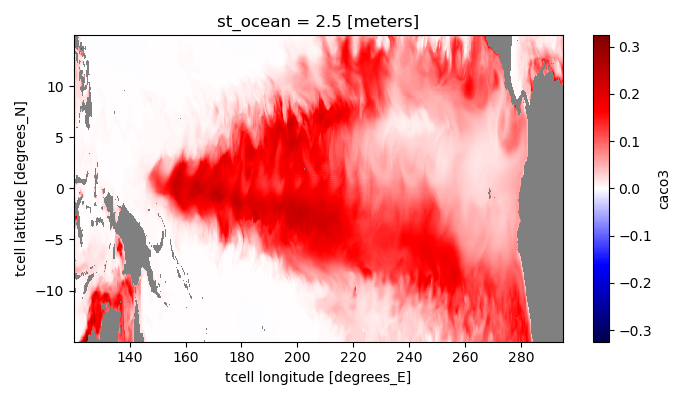 st_ocean = 2.5 [meters]
10
5
0
−5
−10
tcell latitude [degrees_N]
140 160 180 200 220 240 260 280
tcell longitude [degrees_E]
0.3
0.2
0.1
0.0
−0.1
−0.2
−0.3
caco3